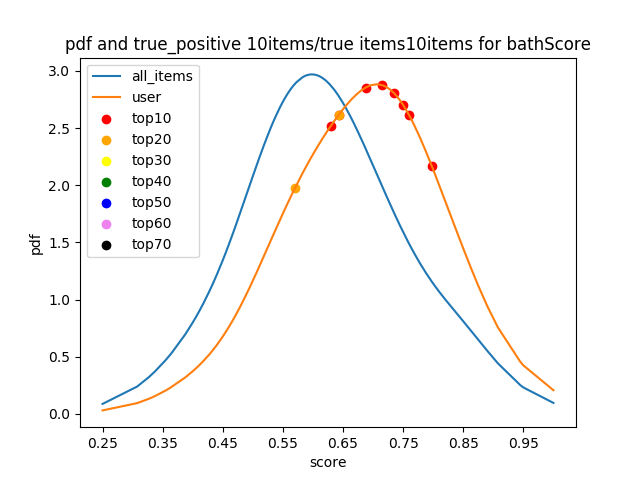 pdf and true_positive 10items/true items10items for bathScore
3.0
2.5
2.0
1.5
1.0
0.5
0.0
pdf
all_items
user
top10
top20
top30
top40
top50
top60
top70
0.25 0.35 0.45 0.55 0.65 0.75 0.85 0.95
score